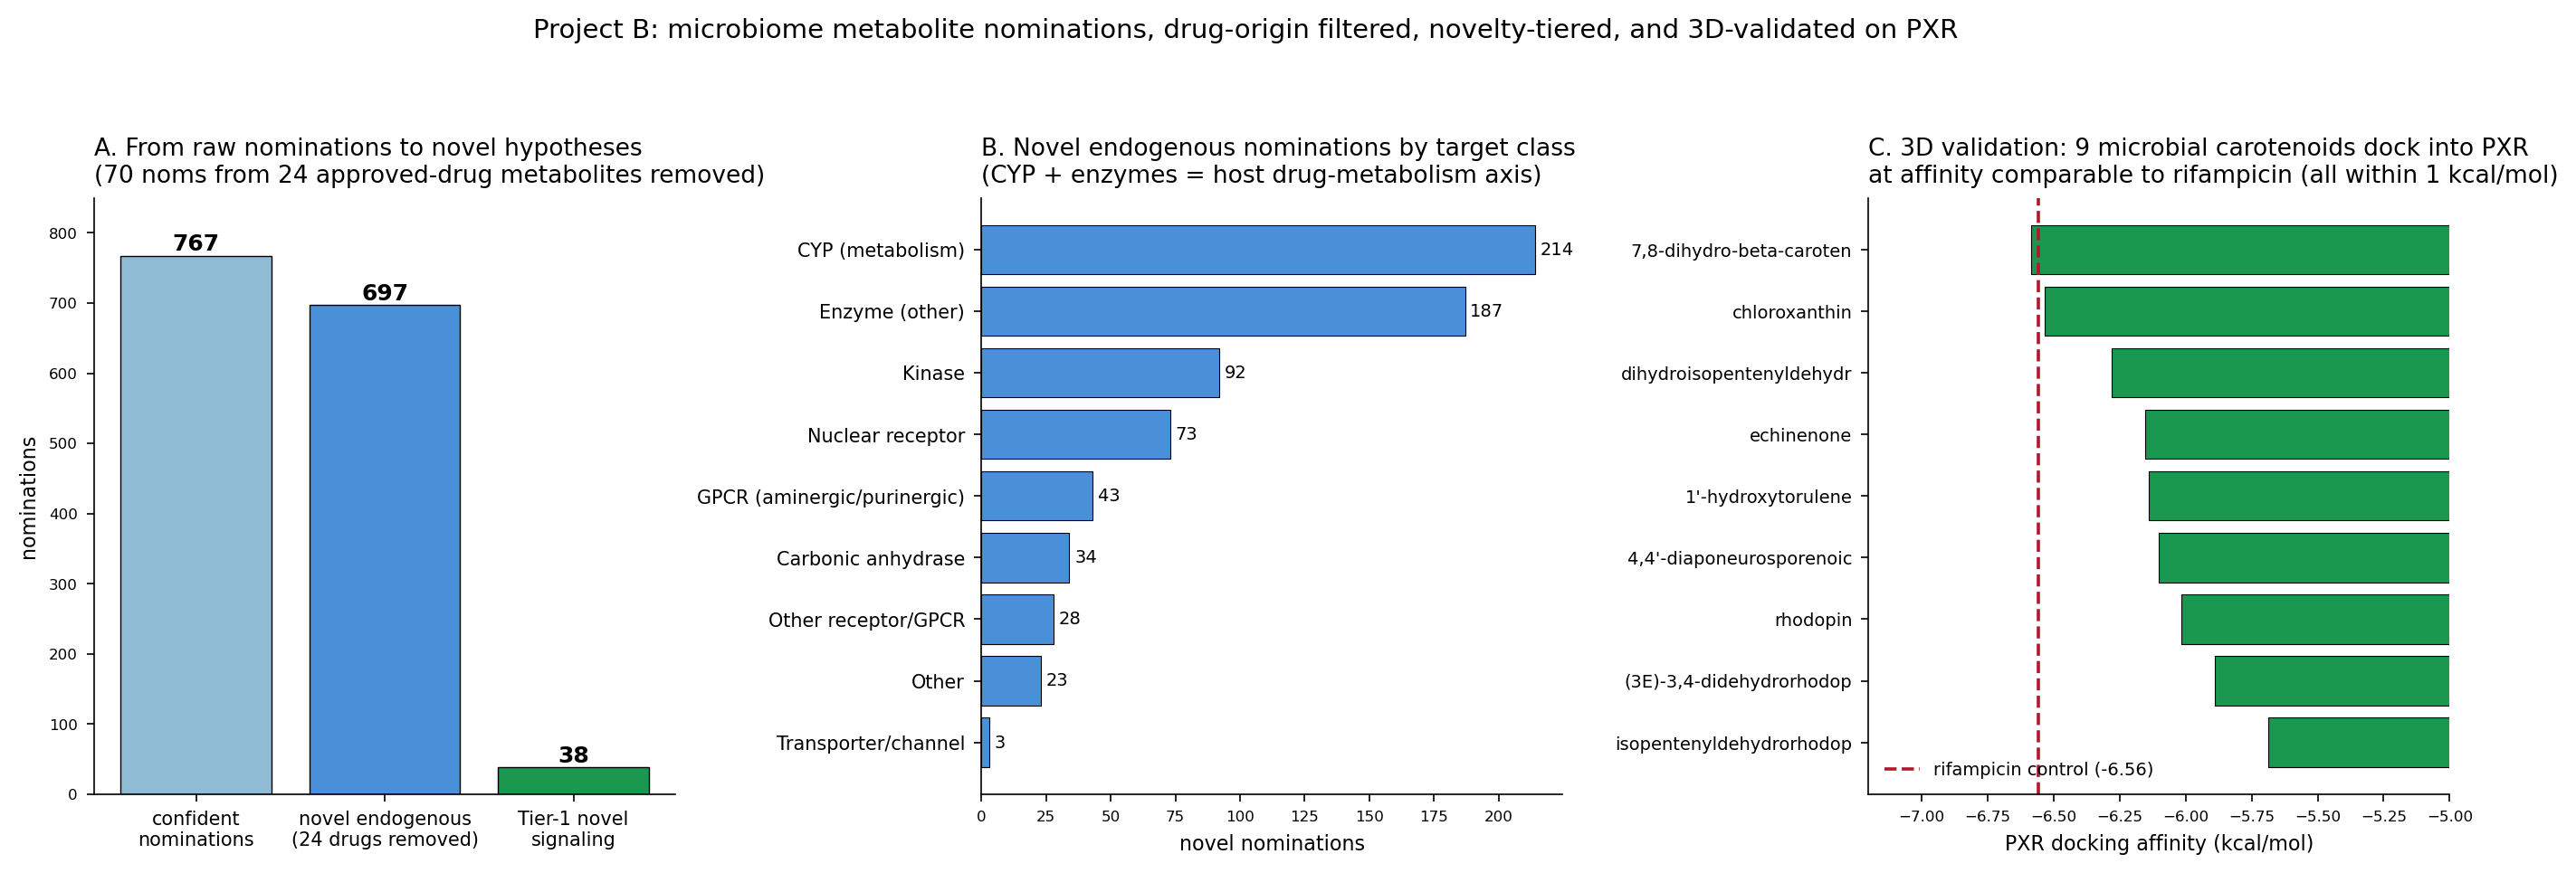 Project B: microbiome metabolite nominations, drug-origin filtered, novelty-tiered, and 3D-validated on PXR
A. From raw nominations to novel hypotheses
(70 noms from 24 approved-drug metabolites removed)
nominations
800
700
600
500
400
300
200
100
0
767
697
38
confident
nominations
novel endogenous
(24 drugs removed)
Tier-1 novel
signaling
B. Novel endogenous nominations by target class
(CYP + enzymes = host drug-metabolism axis)
CYP (metabolism)
214
Enzyme (other)
187
Kinase
92
Nuclear receptor
73
GPCR (aminergic/purinergic)
43
Carbonic anhydrase
34
Other receptor/GPCR
28
Other
23
Transporter/channel
3
0 25 50 75 100 125 150 175 200
novel nominations
C. 3D validation: 9 microbial carotenoids dock into PXR
at affinity comparable to rifampicin (all within 1 kcal/mol)
7,8-dihydro-beta-caroten
chloroxanthin
dihydroisopentenyldehydr
echinenone
1'-hydroxytorulene
4,4'-diaponeurosporenoic
rhodopin
(3E)-3,4-didehydrorhodop
isopentenyldehydrorhodop
rifampicin control (-6.56)
−7.00 −6.75 −6.50 −6.25 −6.00 −5.75 −5.50 −5.25 −5.00
PXR docking affinity (kcal/mol)